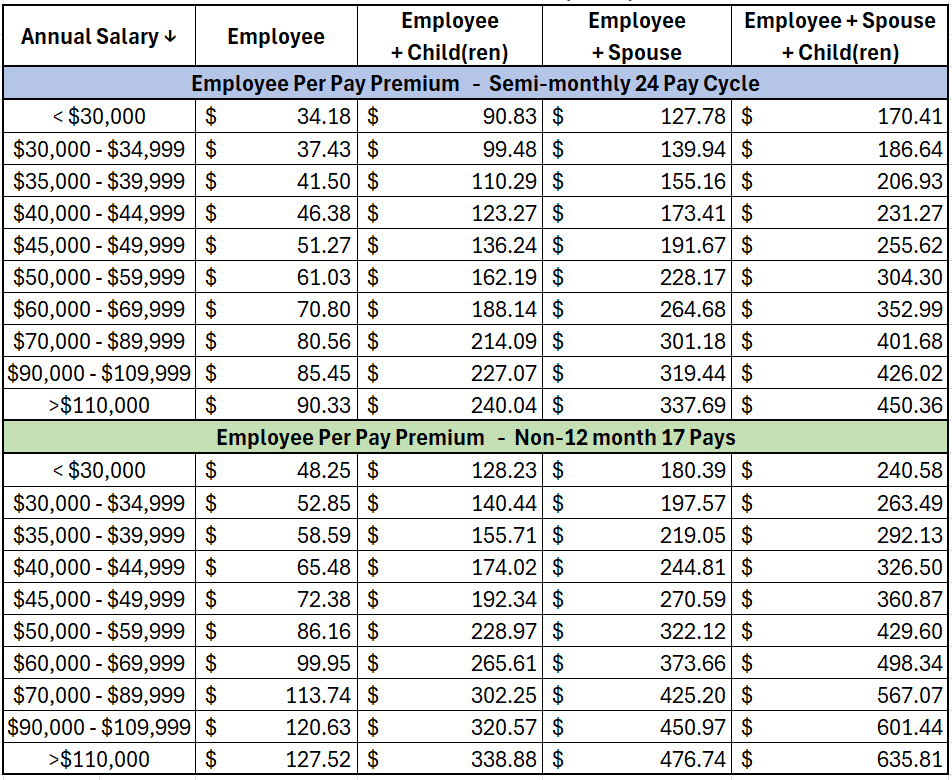 Annual Salary ↓ Employee Employee + Child(ren) Employee + Spouse Employee + Spouse + Child(ren)
Employee Per Pay Premium - Semi-monthly 24 Pay Cycle
< $30,000 $ 34.18 $ 90.83 $ 127.78 $ 170.41
$30,000 - $34,999 $ 37.43 $ 99.48 $ 139.94 $ 186.64
$35,000 - $39,999 $ 41.50 $ 110.29 $ 155.16 $ 206.93
$40,000 - $44,999 $ 46.38 $ 123.27 $ 173.41 $ 231.27
$45,000 - $49,999 $ 51.27 $ 136.24 $ 191.67 $ 255.62
$50,000 - $59,999 $ 61.03 $ 162.19 $ 228.17 $ 304.30
$60,000 - $69,999 $ 70.80 $ 188.14 $ 264.68 $ 352.99
$70,000 - $89,999 $ 80.56 $ 214.09 $ 301.18 $ 401.68
$90,000 - $109,999 $ 85.45 $ 227.07 $ 319.44 $ 426.02
>$110,000 $ 90.33 $ 240.04 $ 337.69 $ 450.36
Employee Per Pay Premium - Non-12 month 17 Pays
< $30,000 $ 48.25 $ 128.23 $ 180.39 $ 240.58
$30,000 - $34,999 $ 52.85 $ 140.44 $ 197.57 $ 263.49
$35,000 - $39,999 $ 58.59 $ 155.71 $ 219.05 $ 292.13
$40,000 - $44,999 $ 65.48 $ 174.02 $ 244.81 $ 326.50
$45,000 - $49,999 $ 72.38 $ 192.34 $ 270.59 $ 360.87
$50,000 - $59,999 $ 86.16 $ 228.97 $ 322.12 $ 429.60
$60,000 - $69,999 $ 99.95 $ 265.61 $ 373.66 $ 498.34
$70,000 - $89,999 $ 113.74 $ 302.25 $ 425.20 $ 567.07
$90,000 - $109,999 $ 120.63 $ 320.57 $ 450.97 $ 601.44
>$110,000 $ 127.52 $ 338.88 $ 476.74 $ 635.81